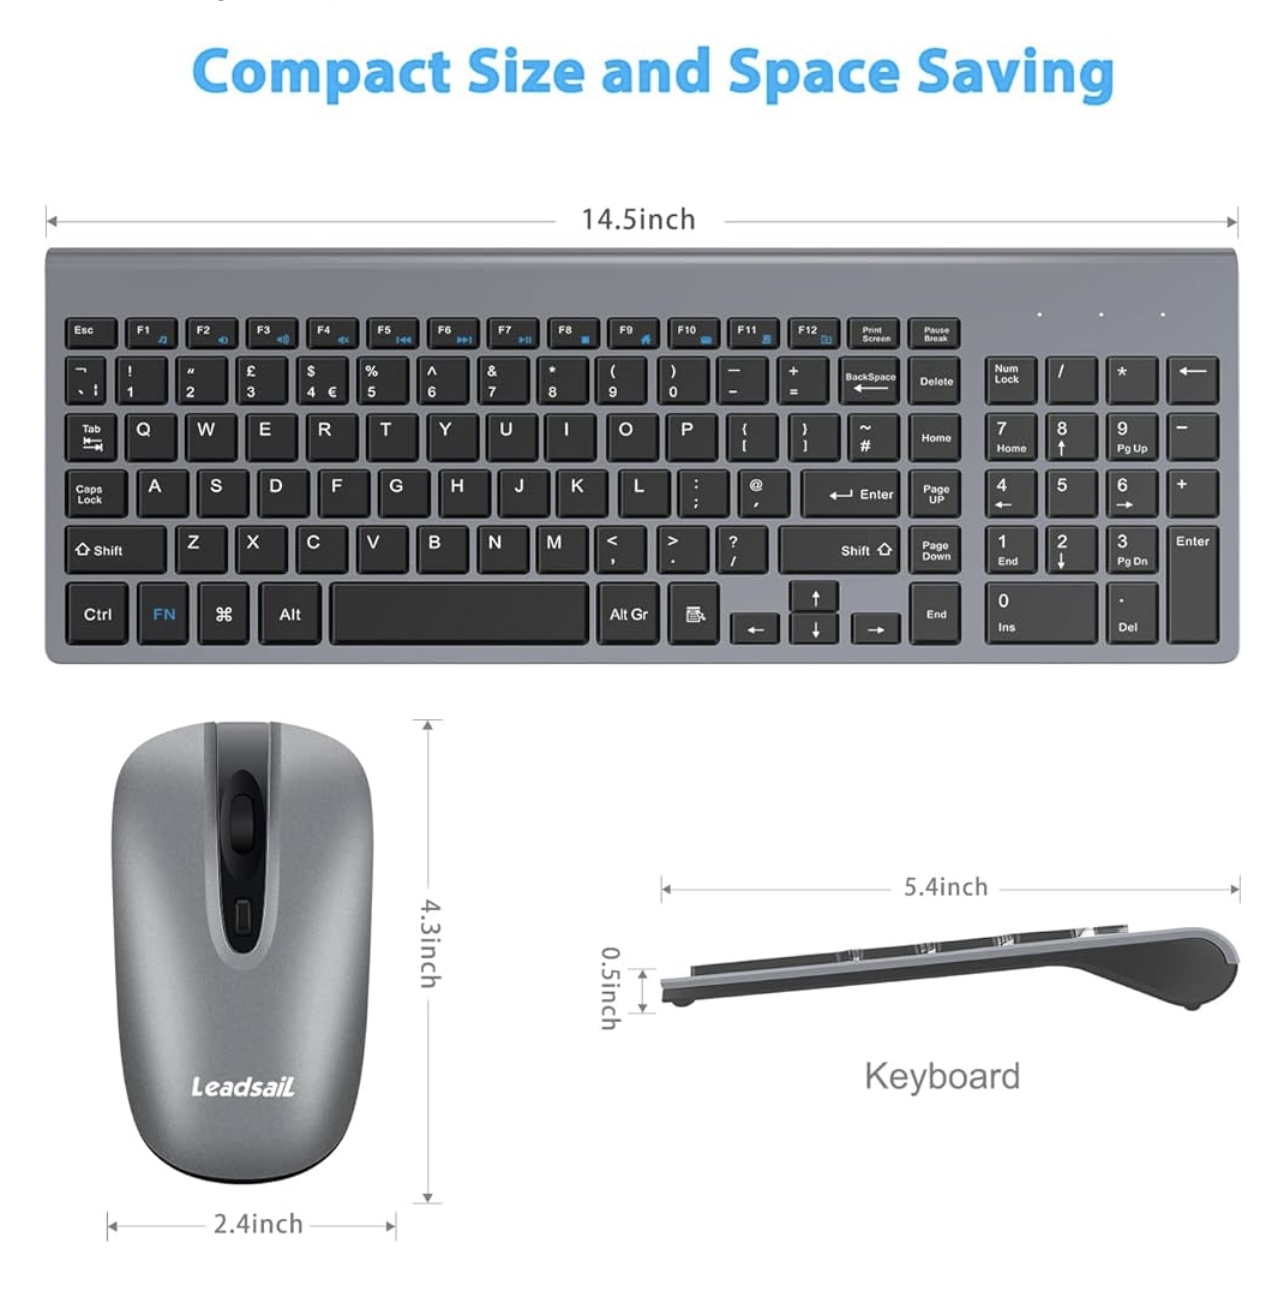 Compact Size and Space Saving
14.5inch
Esc F1 F2 F3 F4 F5 F6 F7 F8 F9 F10 F11 F12 Print Screen Pause Break
¬ ` ¦ ! 1 " 2 £ 3 $ 4 € % 5 ^ 6 & 7 * 8 ( 9 ) 0 — - + = BackSpace ← Delete Num Lock / * ←
Tab Q W E R T Y U I O P { [ } ] ~ # Home 7 Home 8 ↑ 9 Pg Up -
Caps Lock A S D F G H J K L : ; @ ' ↵ Enter Page UP 4 ← 5 6 → +
⇧ Shift Z X C V B N M < , > . ? / Shift ⇧ Page Down 1 End 2 ↓ 3 Pg Dn Enter
Ctrl FN ⌘ Alt Alt Gr ← ↑ ↓ → End 0 Ins . Del
4.3inch
5.4inch
0.5inch
Keyboard
Leadsail
2.4inch